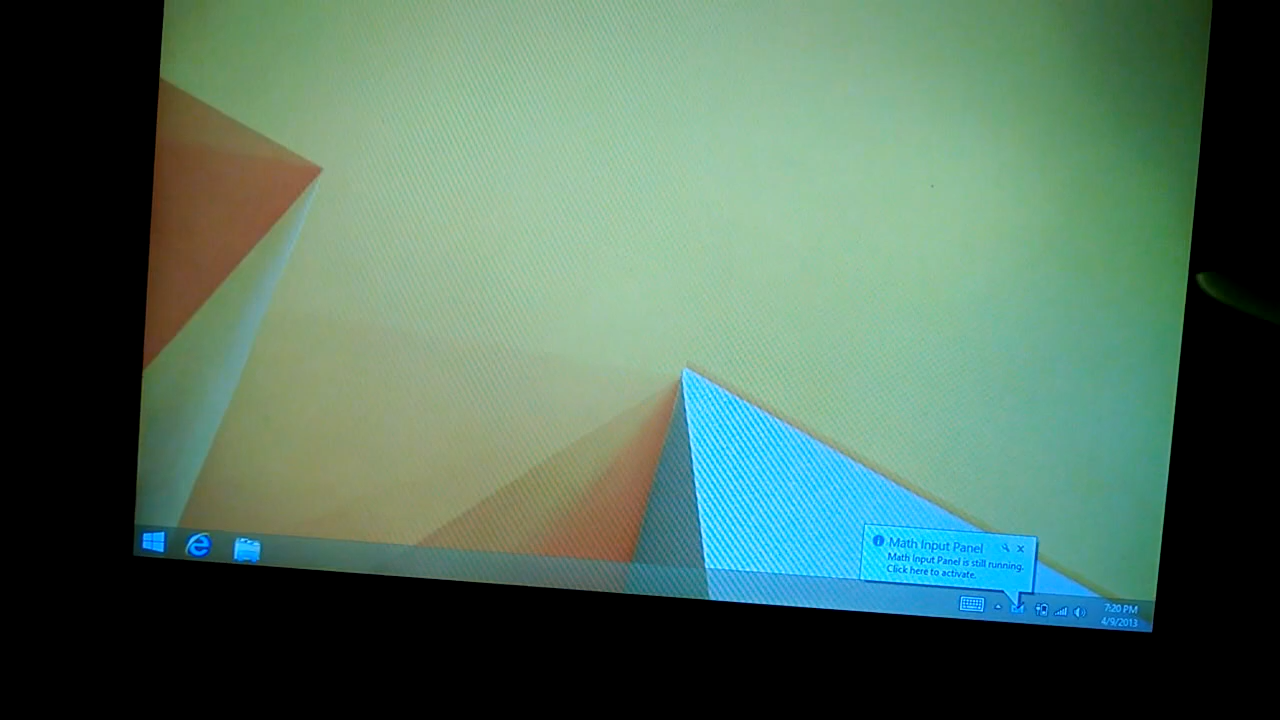 Math Input Panel
Math Input Panel is still running.
Click here to activate.
7:20 PM
4/9/2013